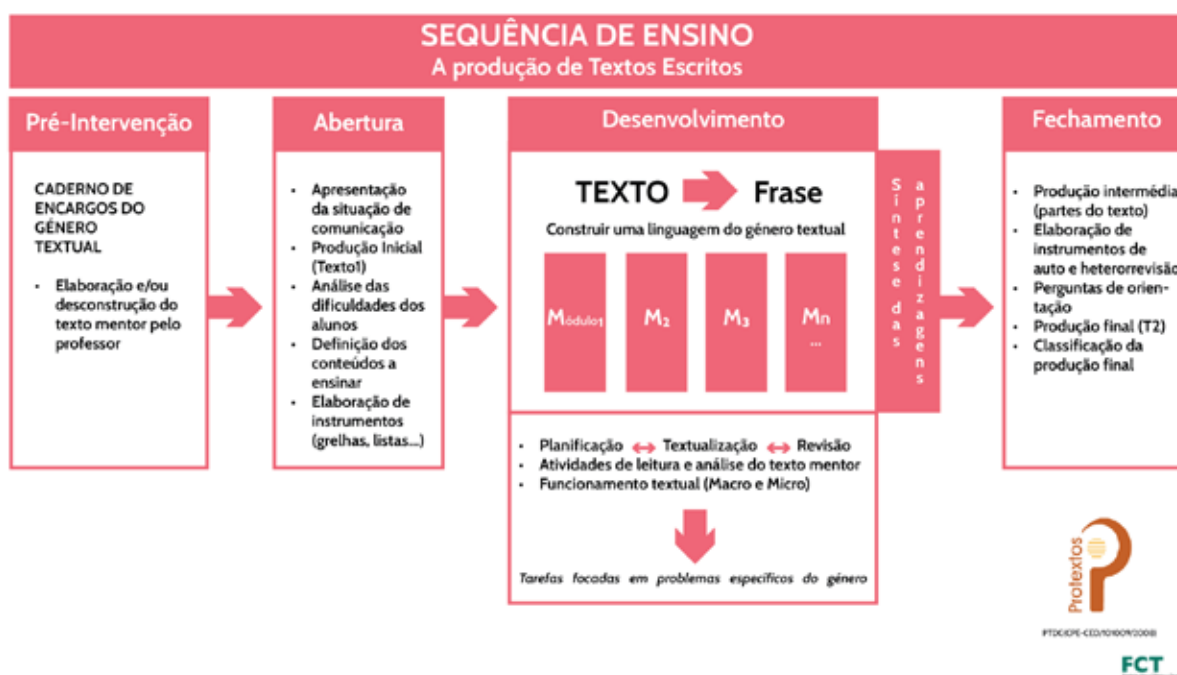 SEQUÊNCIA DE ENSINO
A produção de Textos Escritos
Pré-Intervenção
CADERNO DE
ENCARGOS DO
GÉNERO
TEXTUAL
• Elaboração e/ou
desconstrução do
texto mentor pelo
professor
Abertura
• Apresentação
da situação de
comunicação
• Produção Inicial
(Texto1)
• Análise das
dificuldades dos
alunos
• Definição dos
conteúdos a
ensinar
• Elaboração de
instrumentos
(grelhas, listas...)
Desenvolvimento
TEXTO Frase
Construir uma linguagem do género textual
Módulo1 M2 M3 Mn
...
• Planificação ↔ Textualização ↔ Revisão
• Atividades de leitura e análise do texto mentor
• Funcionamento textual (Macro e Micro)
Tarefas focadas em problemas específicos do género
Síntese das
aprendizagens
Fechamento
• Produção intermédia
(partes do texto)
• Elaboração de
instrumentos de
auto e heterorrevisão
• Perguntas de orien-
tação
• Produção final (T2)
• Classificação da
produção final
Protextos
FCT